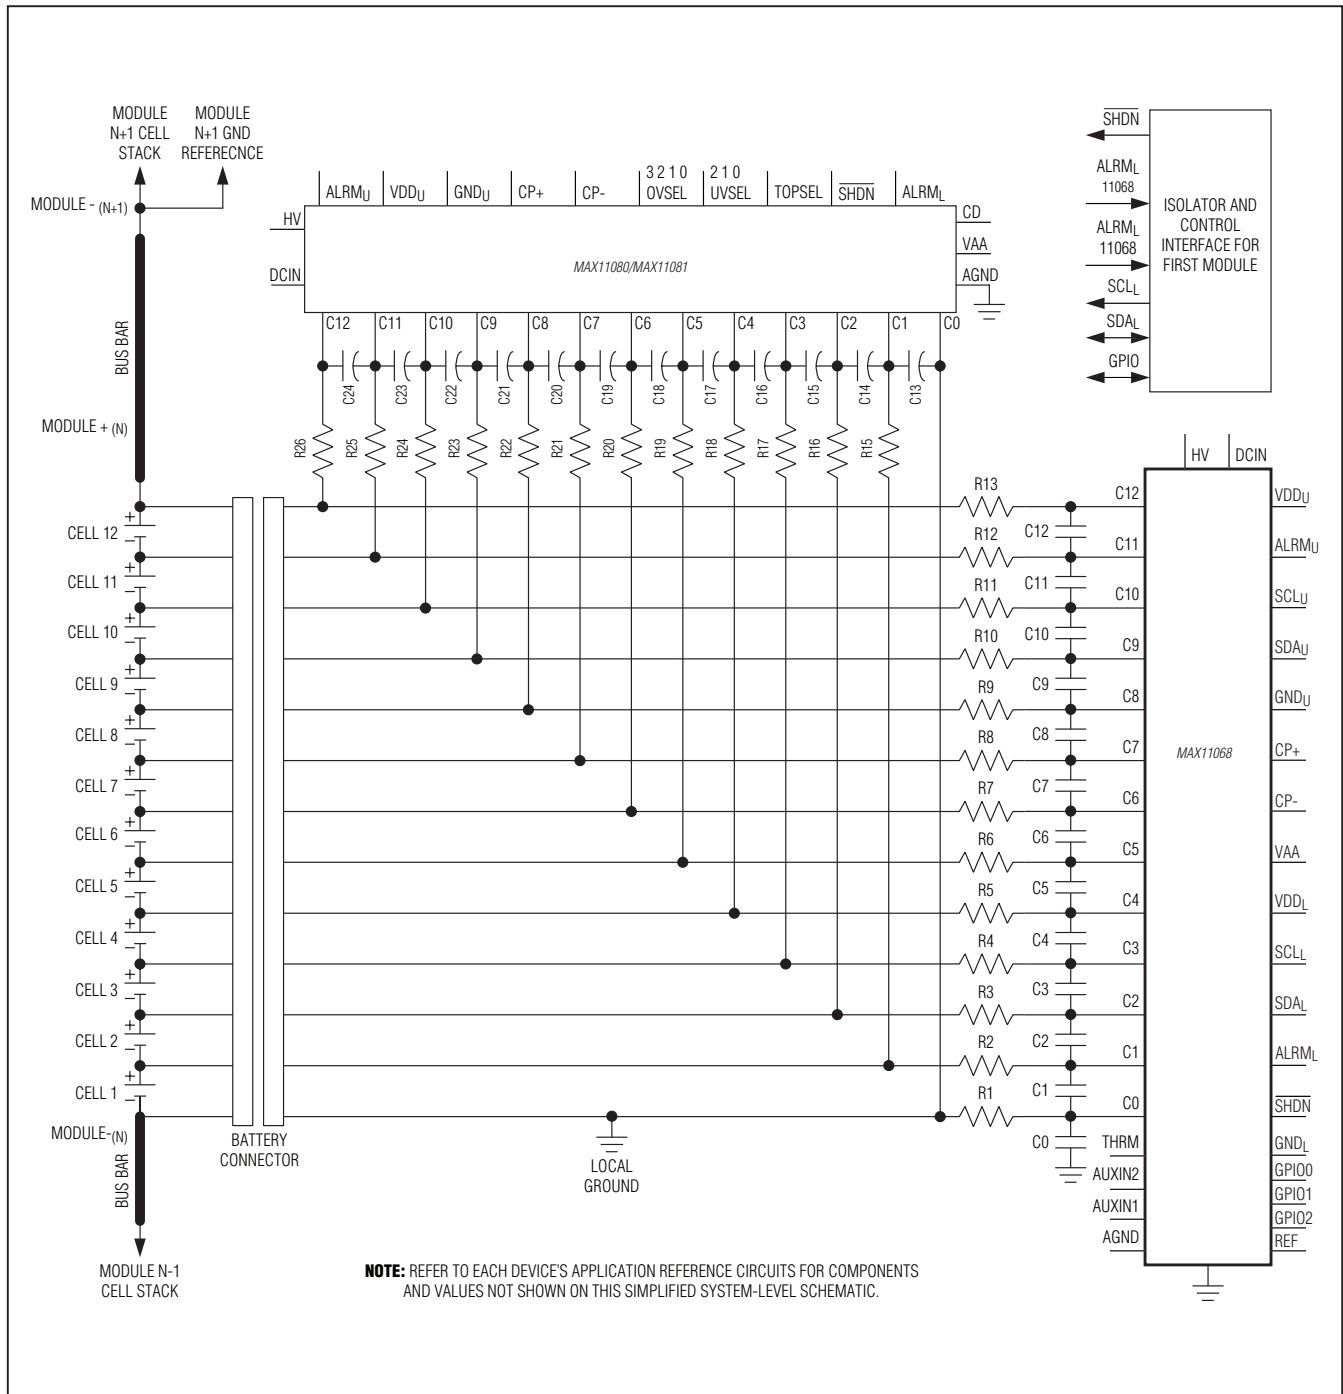 MODULE
N+1 CELL
STACK
MODULE
N+1 GND
REFERECNCE
MODULE - (N+1)
BUS BAR
MODULE + (N)
ALRMU
VDDU
GNDU
CP+
CP-
3 2 1 0
OVSEL
2 1 0
UVSEL
TOPSEL
SHDN
ALRML
HV
DCIN
MAX11080/MAX11081
CD
VAA
AGND
C12
C11
C10
C9
C8
C7
C6
C5
C4
C3
C2
C1
C0
C24
C23
C22
C21
C20
C19
C18
C17
C16
C15
C14
C13
R26
R25
R24
R23
R22
R21
R20
R19
R18
R17
R16
R15
SHDN
ALRML
11068
ALRML
11068
SCLL
SDAL
GPIO
ISOLATOR AND
CONTROL
INTERFACE FOR
FIRST MODULE
CELL 12
+
–
CELL 11
+
–
CELL 10
+
–
CELL 9
+
–
CELL 8
+
–
CELL 7
+
–
CELL 6
+
–
CELL 5
+
–
CELL 4
+
–
CELL 3
+
–
CELL 2
+
–
CELL 1
+
–
MODULE-(N)
BUS BAR
MODULE N-1
CELL STACK
BATTERY
CONNECTOR
LOCAL
GROUND
R13
R12
R11
R10
R9
R8
R7
R6
R5
R4
R3
R2
R1
C12
C11
C10
C9
C8
C7
C6
C5
C4
C3
C2
C1
C0
HV
DCIN
C12
C11
C10
C9
C8
C7
C6
C5
C4
C3
C2
C1
C0
THRM
AUXIN2
AUXIN1
AGND
MAX11068
VDDU
ALRMU
SCLU
SDAU
GNDU
CP+
CP-
VAA
VDDL
SCLL
SDAL
ALRML
SHDN
GNDL
GPIO0
GPIO1
GPIO2
REF
NOTE: REFER TO EACH DEVICE'S APPLICATION REFERENCE CIRCUITS FOR COMPONENTS
AND VALUES NOT SHOWN ON THIS SIMPLIFIED SYSTEM-LEVEL SCHEMATIC.